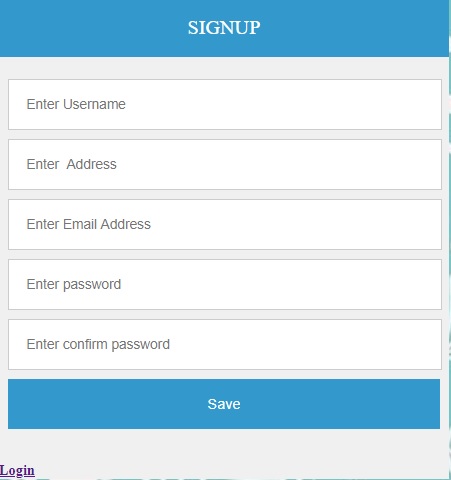 SIGNUP
Enter Username
Enter  Address
Enter Email Address
Enter password
Enter confirm password
Save
Login